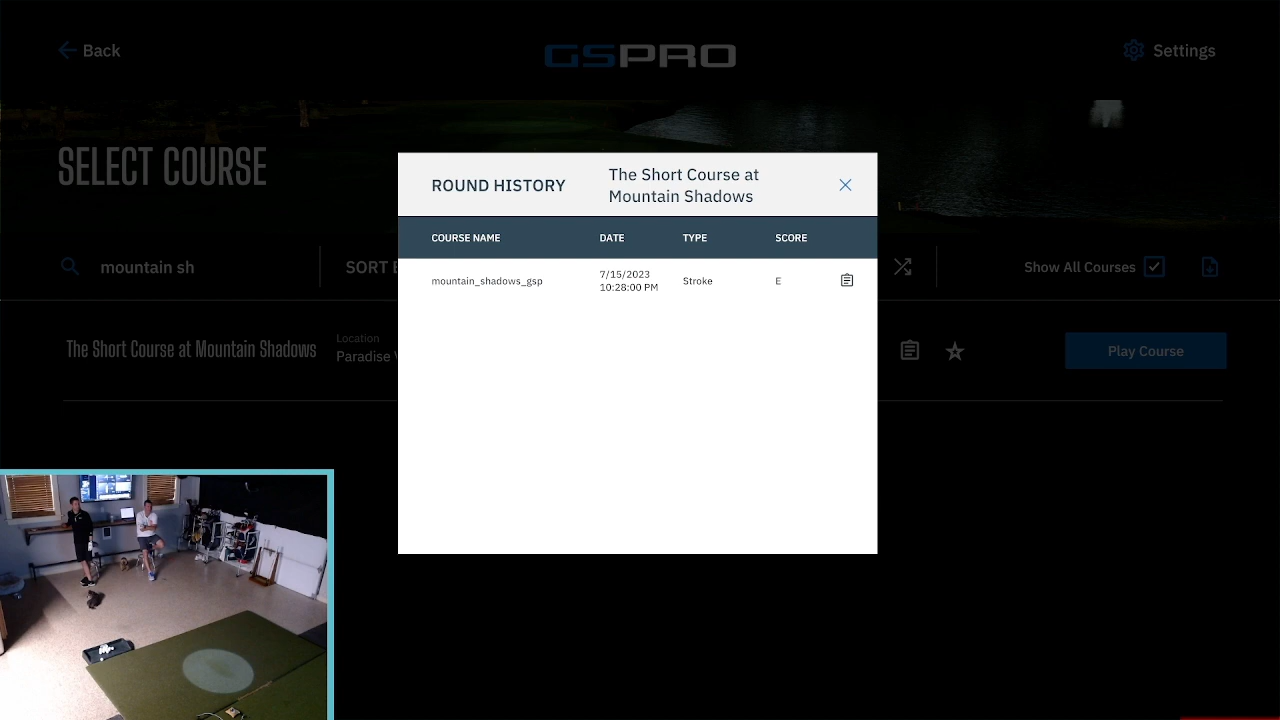 Back
GSPRO
Settings
SELECT COURSE
ROUND HISTORY
The Short Course at
Mountain Shadows
COURSE NAME DATE TYPE SCORE
mountain sh
SORT
Show All Courses
mountain_shadows_gsp 7/15/2023 10:28:00 PM Stroke E
The Short Course at Mountain Shadows
Location
Paradise
Play Course